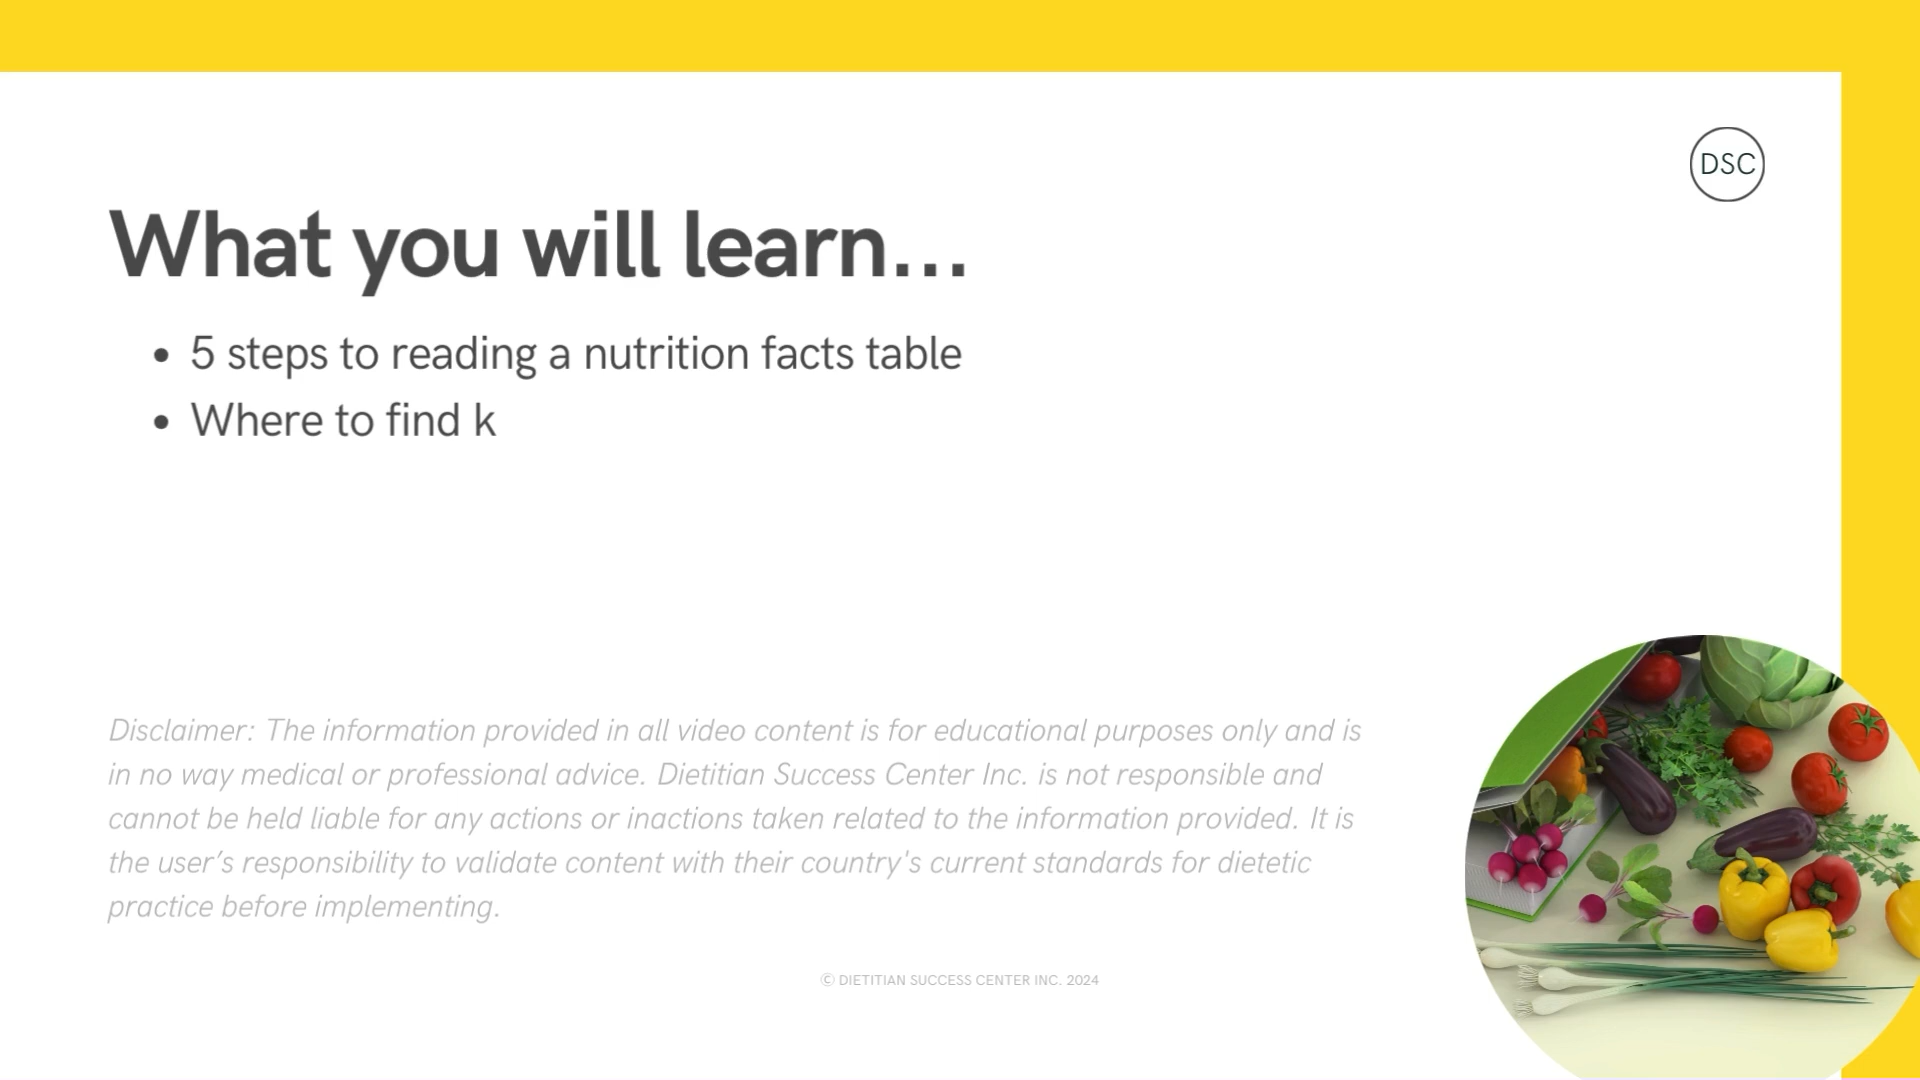 DSC
What you will learn...
• 5 steps to reading a nutrition facts table
• Where to find k
Disclaimer: The information provided in all video content is for educational purposes only and is
in no way medical or professional advice. Dietitian Success Center Inc. is not responsible and
cannot be held liable for any actions or inactions taken related to the information provided. It is
the user’s responsibility to validate content with their country's current standards for dietetic
practice before implementing.
© DIETITIAN SUCCESS CENTER INC. 2024